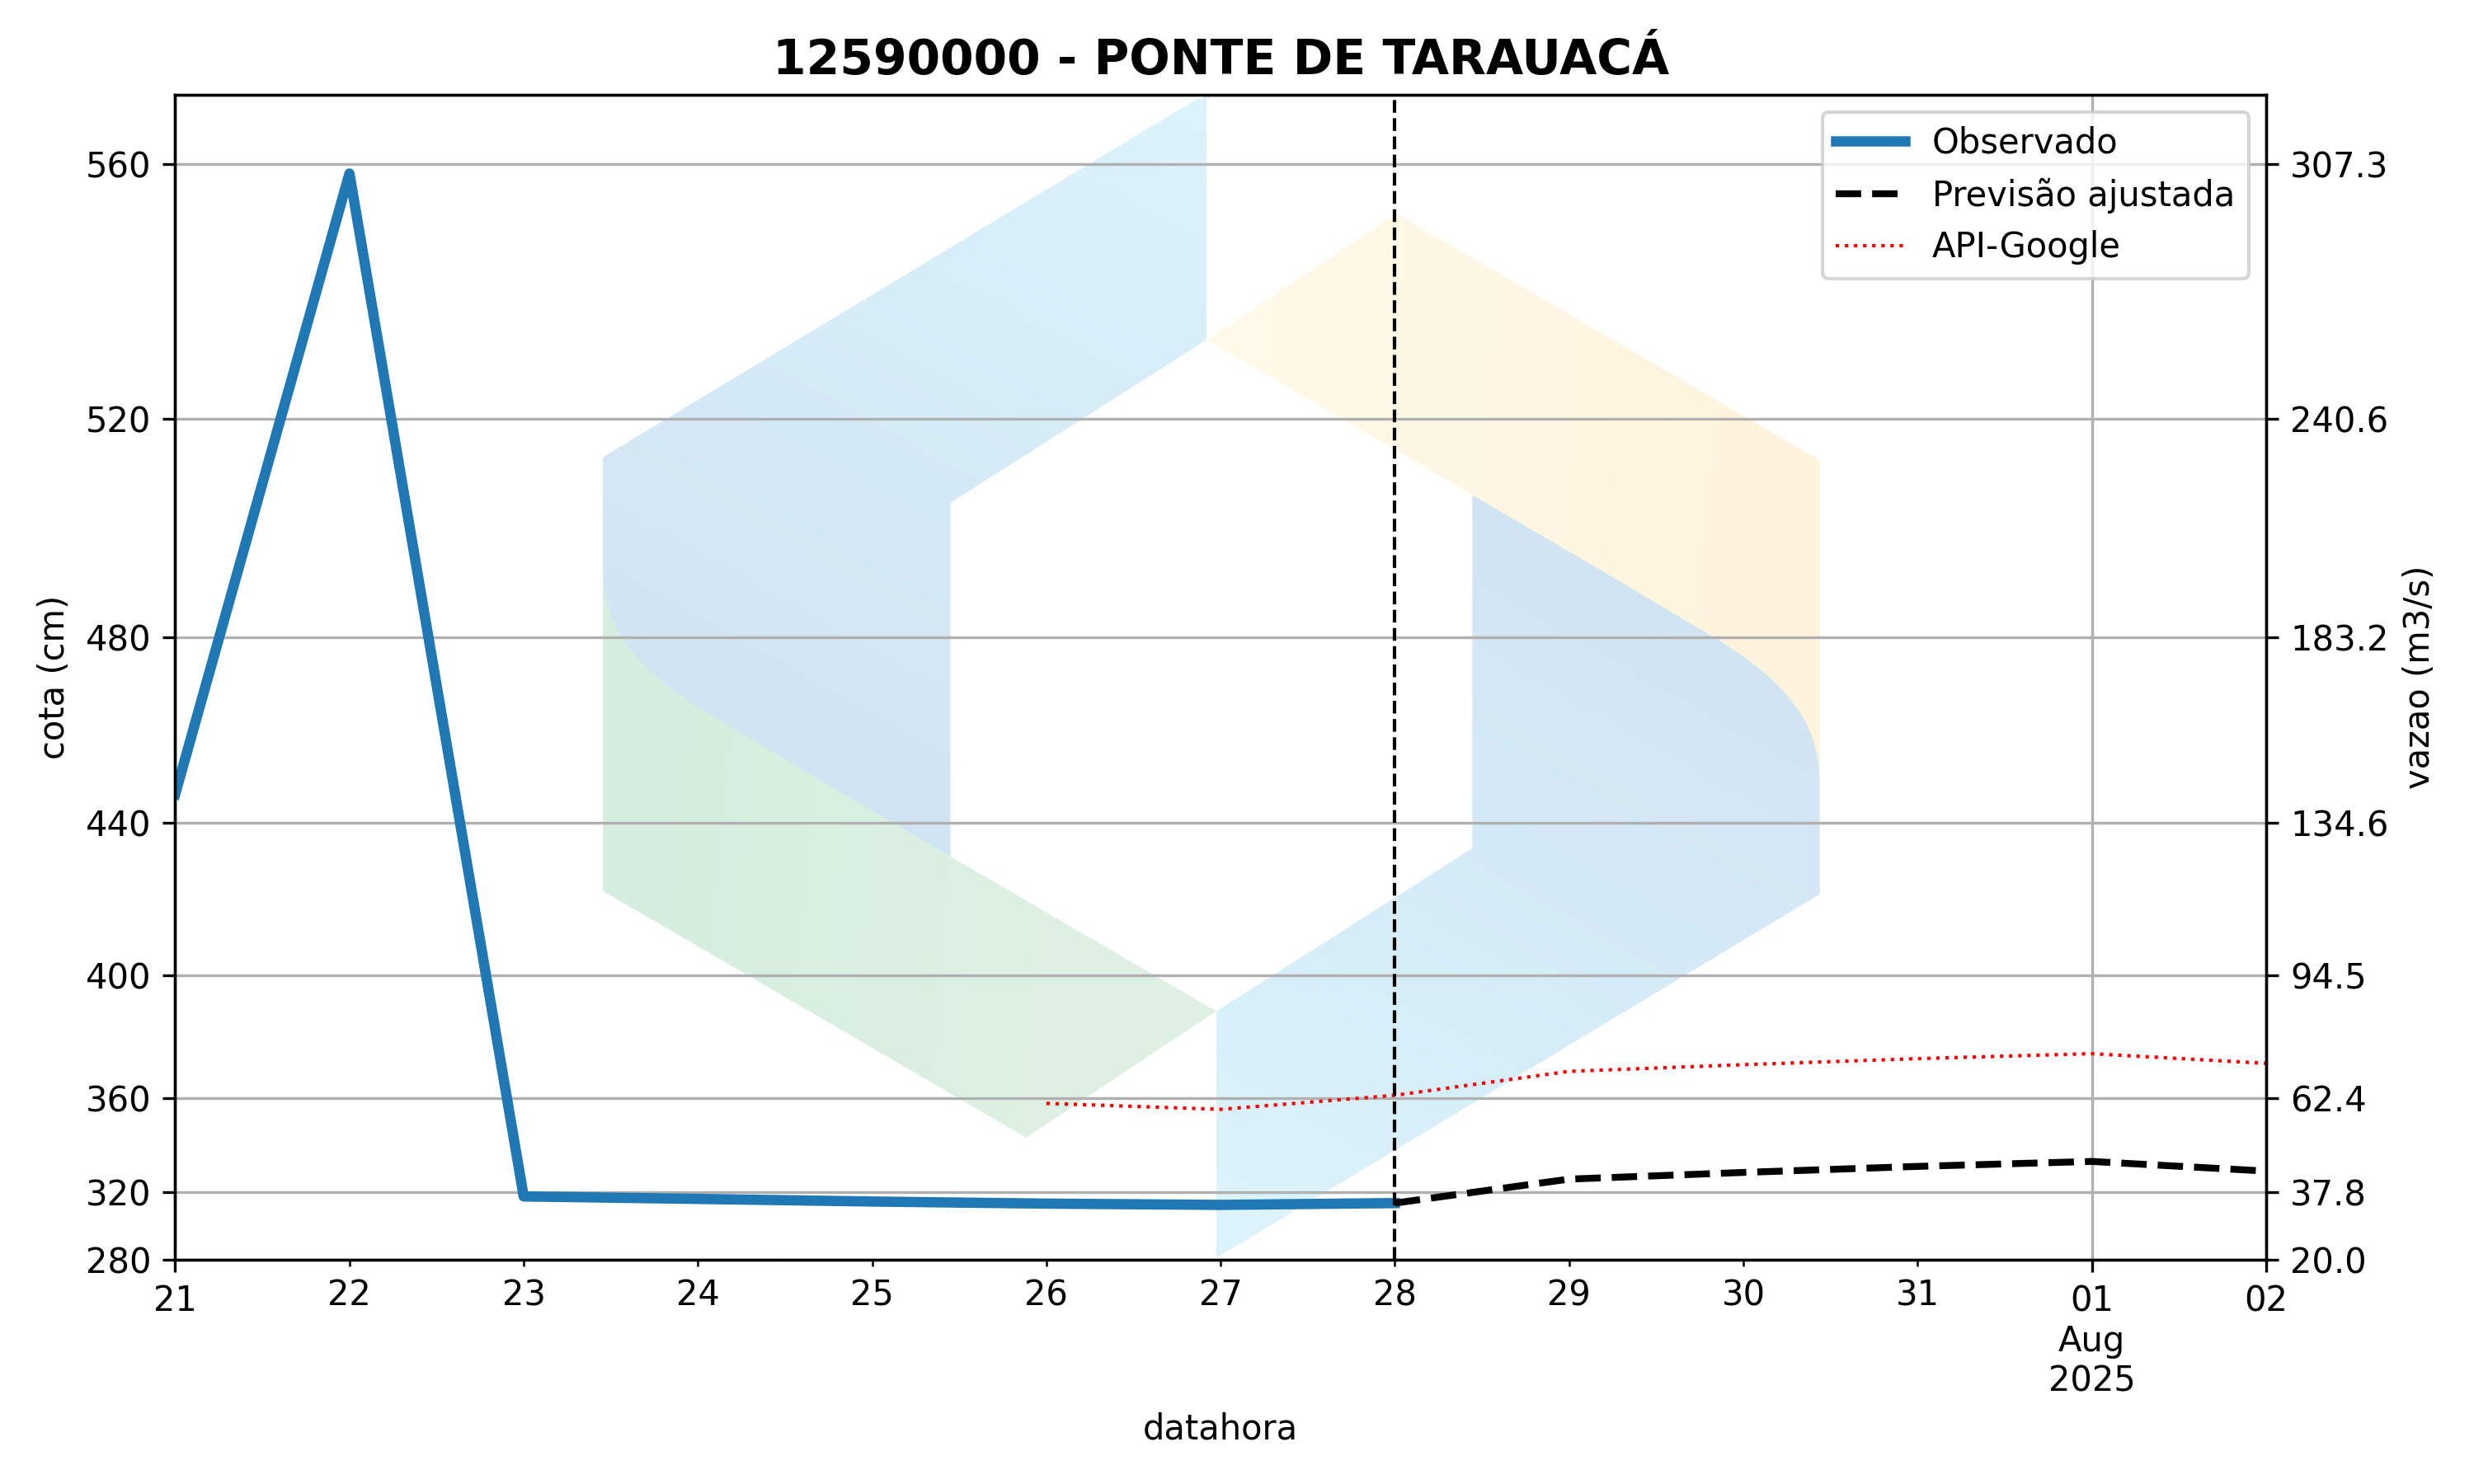 12590000 - PONTE DE TARAUACÁ
Observado
Previsão ajustada
API-Google
560
520
480
440
400
360
320
280
cota (cm)
307.3
240.6
183.2
134.6
94.5
62.4
37.8
20.0
vazao (m3/s)
21 22 23 24 25 26 27 28 29 30 31 01 02
Aug
2025
datahora